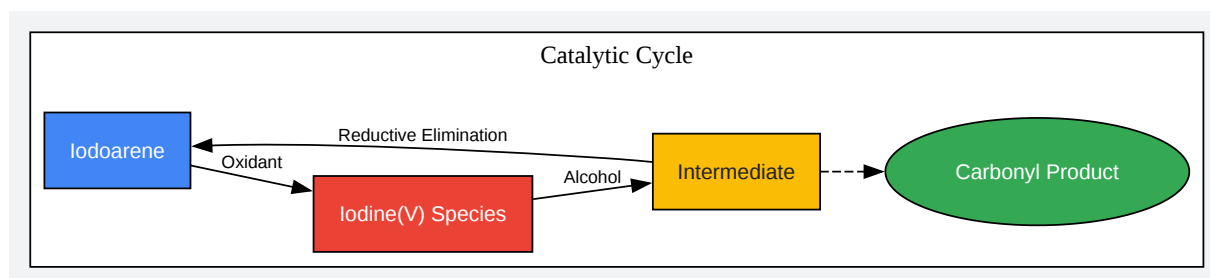 Catalytic Cycle
Reductive Elimination
Iodoarene
Oxidant
Iodine(V) Species
Alcohol
Intermediate
Carbonyl Product